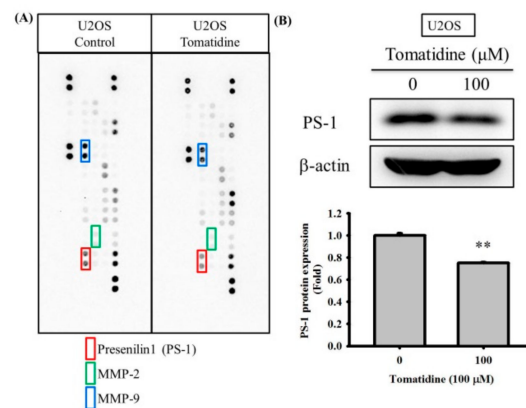 (A)
U2OS
Control
U2OS
Tomatidine
Presenilin1 (PS-1)
MMP-2
MMP-9
(B)
U2OS
Tomatidine (μM)
0 100
PS-1
β-actin
PS-1 protein expression
(Fold)
1.2
1.0
0.8
0.6
0.4
0.2
0.0
**
0 100
Tomatidine (100 μM)